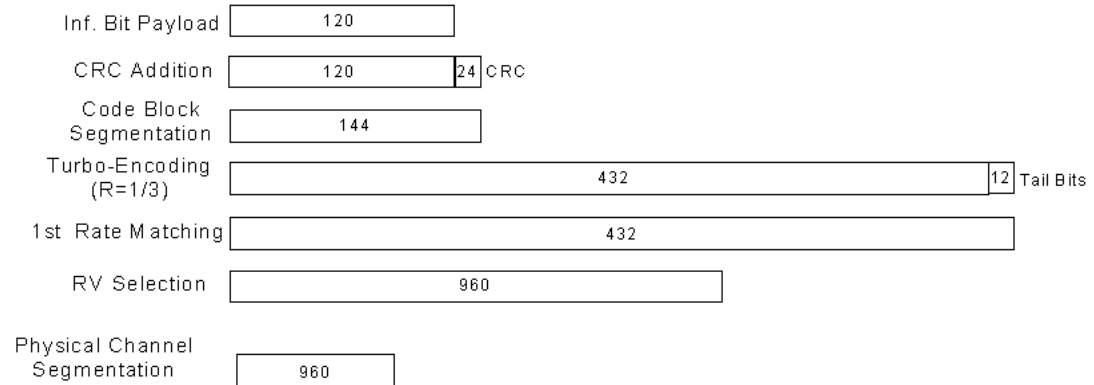 Inf. Bit Payload 120
CRC Addition 120 24 CRC
Code Block
Segmentation 144
Turbo-Encoding
(R=1/3) 432 12 Tail Bits
1st Rate Matching 432
RV Selection 960
Physical Channel
Segmentation 960